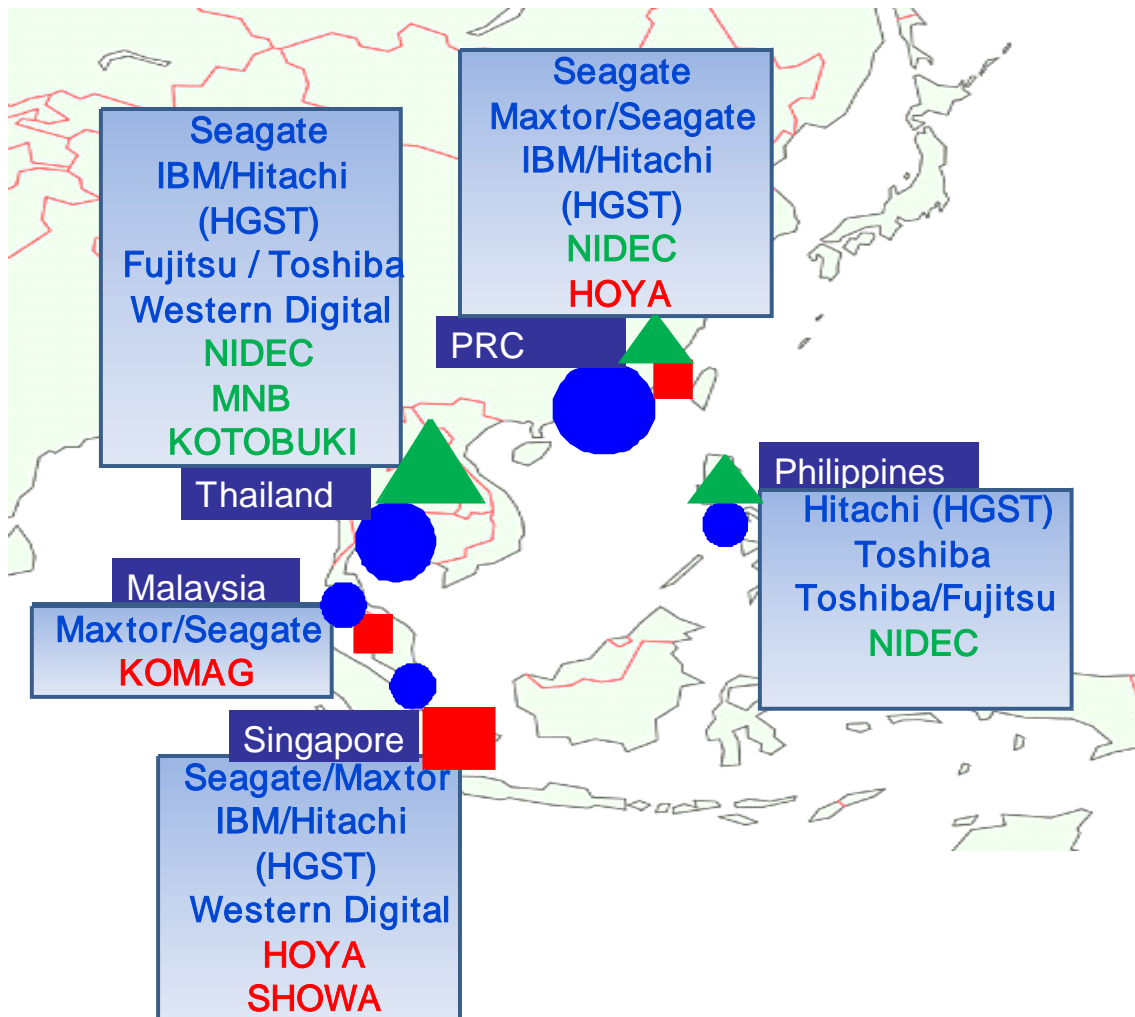 Seagate
Maxtor/Seagate
IBM/Hitachi
(HGST)
NIDEC
HOYA
PRC
Seagate
IBM/Hitachi
(HGST)
Fujitsu / Toshiba
Western Digital
NIDEC
MNB
KOTOBUKI
Thailand
Philippines
Hitachi (HGST)
Toshiba
Toshiba/Fujitsu
NIDEC
Malaysia
Maxtor/Seagate
KOMAG
Singapore
Seagate/Maxtor
IBM/Hitachi
(HGST)
Western Digital
HOYA
SHOWA